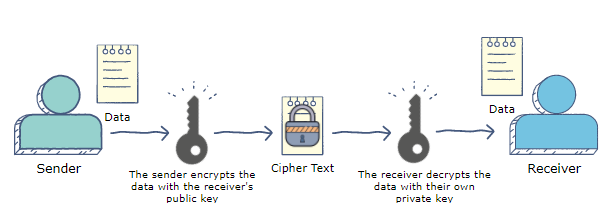 Data
Data
Sender
The sender encrypts the
data with the receiver's
public key
Cipher Text
The receiver decrypts the
data with their own
private key
Receiver